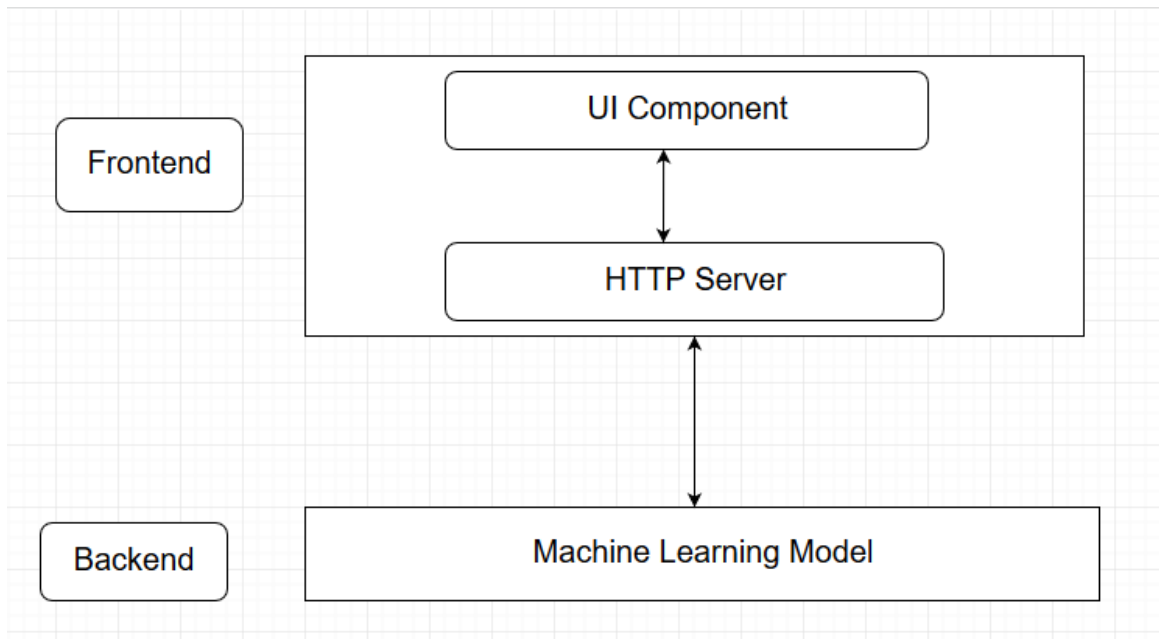 UI Component
Frontend
HTTP Server
Machine Learning Model
Backend